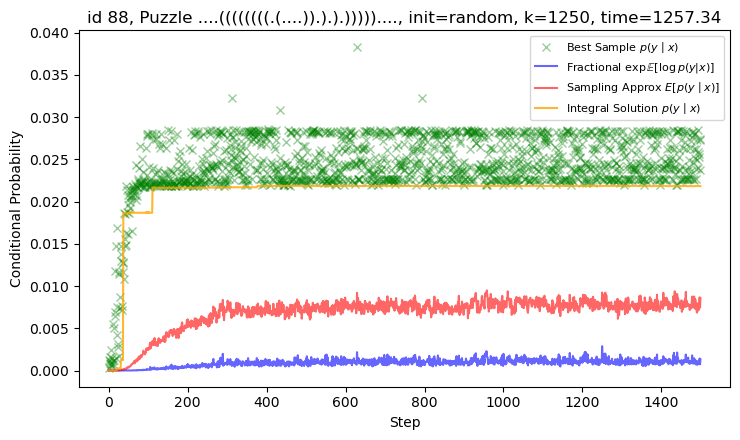 id 88, Puzzle ....((((((((.(.(....)).).).).)))))...., init=random, k=1250, time=1257.34
Best Sample p(y | x)
Fractional exp𝔼[log p(y|x)]
Sampling Approx E[p(y | x)]
Integral Solution p(y | x)
Conditional Probability
0.040
0.035
0.030
0.025
0.020
0.015
0.010
0.005
0.000
0
200
400
600
800
1000
1200
1400
Step